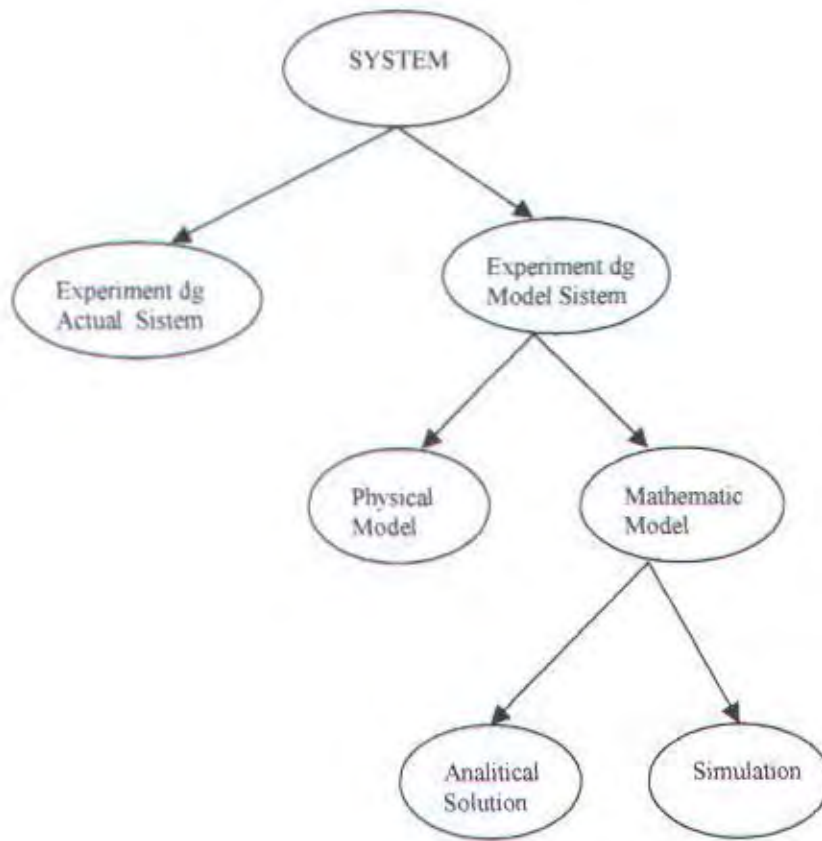 SYSTEM
Experiment dg
Actual Sistem
Experiment dg
Model Sistem
Physical
Model
Mathematic
Model
Analitical
Solution
Simulation